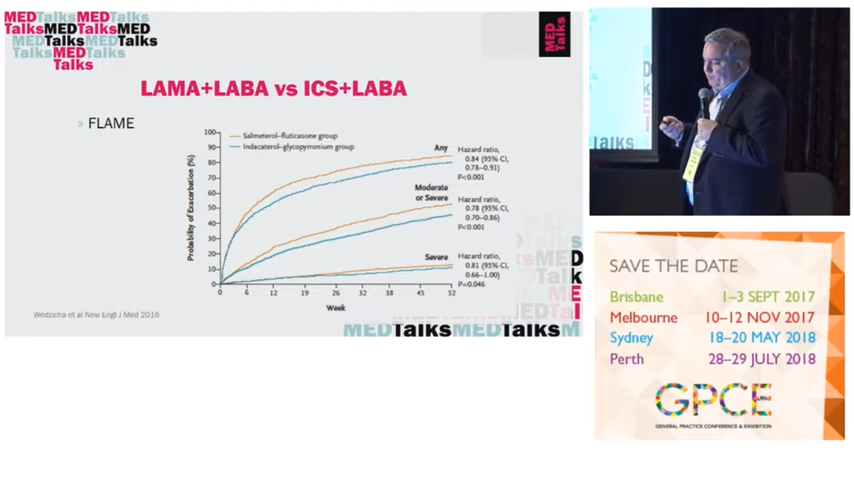 MEDTalksMED
TalksMEDTalksMED
MEDTalksMEDTalks
TalksMEDTalks
Talks
MED
Talks
LAMA+LABA vs ICS+LABA
» FLAME
Salmeterol–fluticasone group
Indacaterol–glycopyrronium group
Probability of Exacerbation (%)
100
90
80
70
60
50
40
30
20
10
0
Any
Hazard ratio,
0.84 (95% CI,
0.78–0.91)
P<0.001
Moderate
or Severe
Hazard ratio,
0.78 (95% CI,
0.70–0.86)
P<0.001
Severe
Hazard ratio,
0.81 (95% CI,
0.66–1.00)
P=0.046
0 6 12 19 26 32 38 45 52
Week
Wedzicha et al New Engl J Med 2016
MEDTalksMEDTalksM
alks
SAVE THE DATE
Brisbane 1–3 SEPT 2017
Melbourne 10–12 NOV 2017
Sydney 18–20 MAY 2018
Perth 28–29 JULY 2018
GPCE
GENERAL PRACTICE CONFERENCE & EXHIBITION